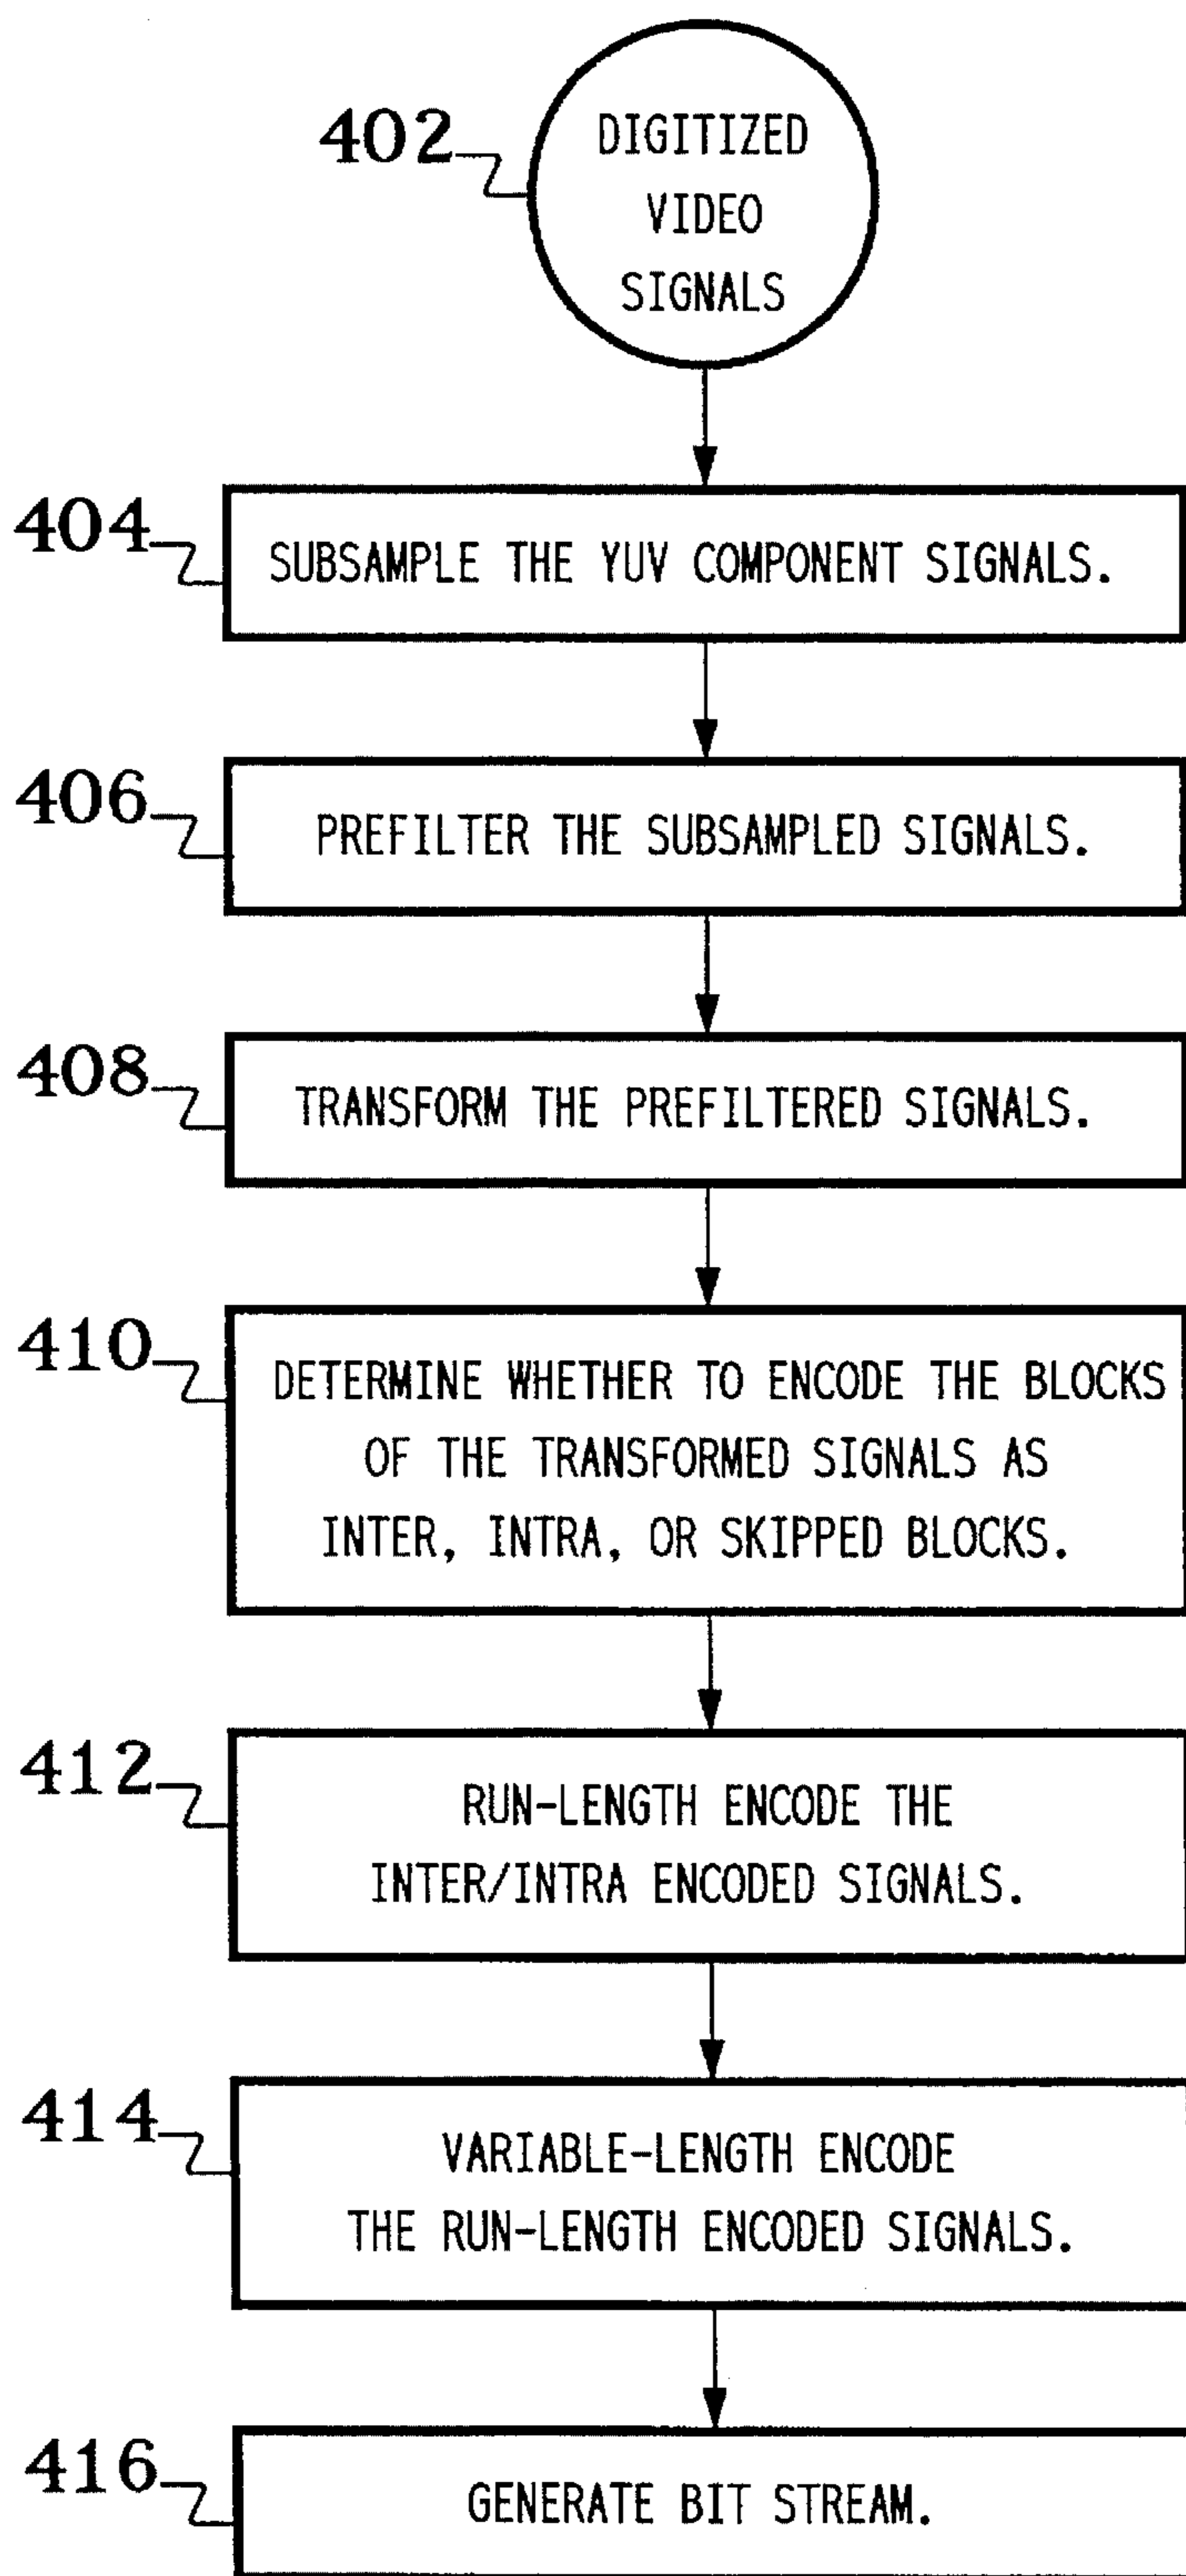 402
DIGITIZED
VIDEO
SIGNALS
404
SUBSAMPLE THE YUV COMPONENT SIGNALS.
406
PREFILTER THE SUBSAMPLED SIGNALS.
408
TRANSFORM THE PREFILTERED SIGNALS.
410
DETERMINE WHETHER TO ENCODE THE BLOCKS
OF THE TRANSFORMED SIGNALS AS
INTER, INTRA, OR SKIPPED BLOCKS.
412
RUN-LENGTH ENCODE THE
INTER/INTRA ENCODED SIGNALS.
414
VARIABLE-LENGTH ENCODE
THE RUN-LENGTH ENCODED SIGNALS.
416
GENERATE BIT STREAM.